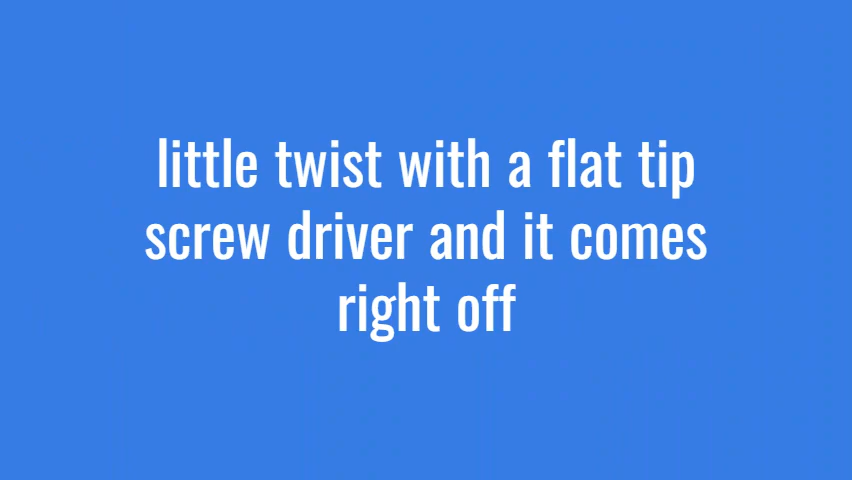 little twist with a flat tip
screw driver and it comes
right off